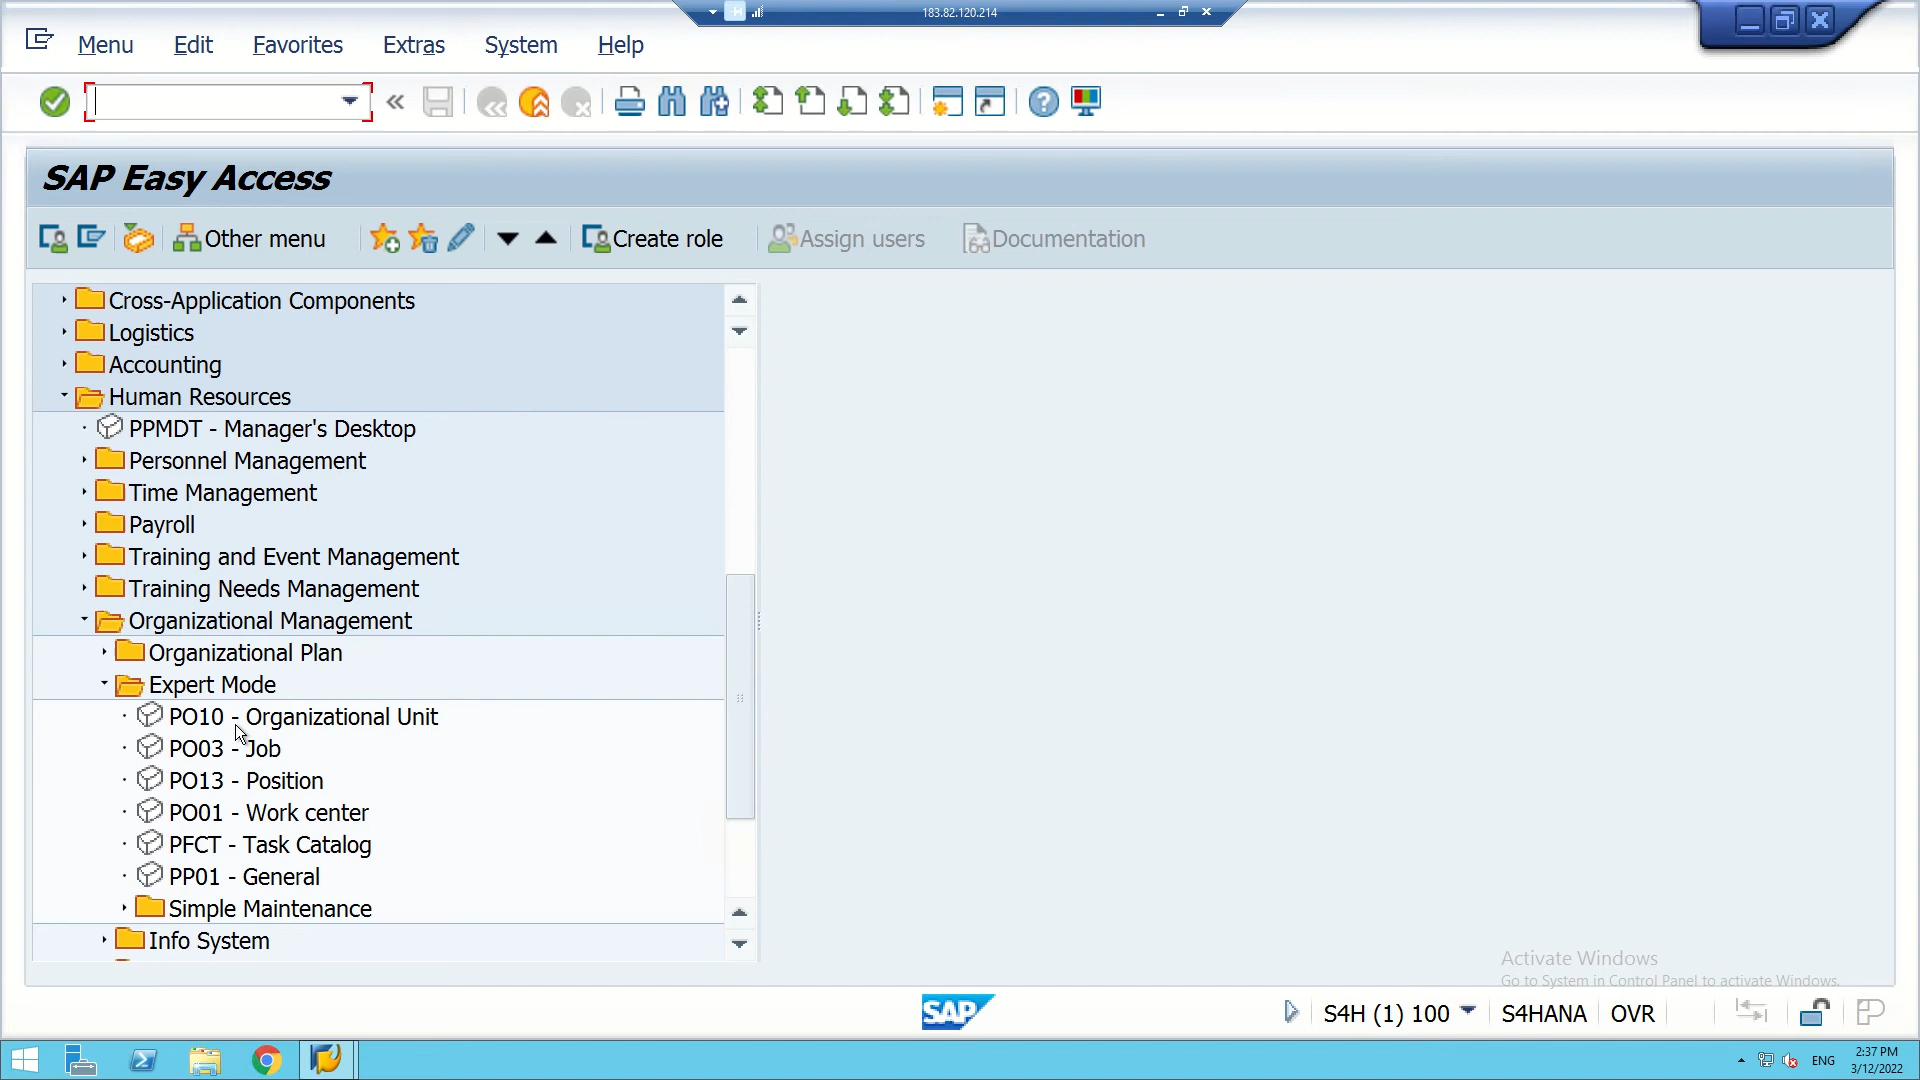 183.82.120.214
Menu Edit Favorites Extras System Help
SAP Easy Access
Other menu Create role Assign users Documentation
Cross-Application Components
Logistics
Accounting
Human Resources
PPMDT - Manager's Desktop
Personnel Management
Time Management
Payroll
Training and Event Management
Training Needs Management
Organizational Management
Organizational Plan
Expert Mode
PO10 - Organizational Unit
PO03 - Job
PO13 - Position
PO01 - Work center
PFCT - Task Catalog
PP01 - General
Simple Maintenance
Info System
Activate Windows
Go to System in Control Panel to activate Windows.
SAP S4H (1) 100 S4HANA OVR
ENG 2:37 PM
3/12/2022